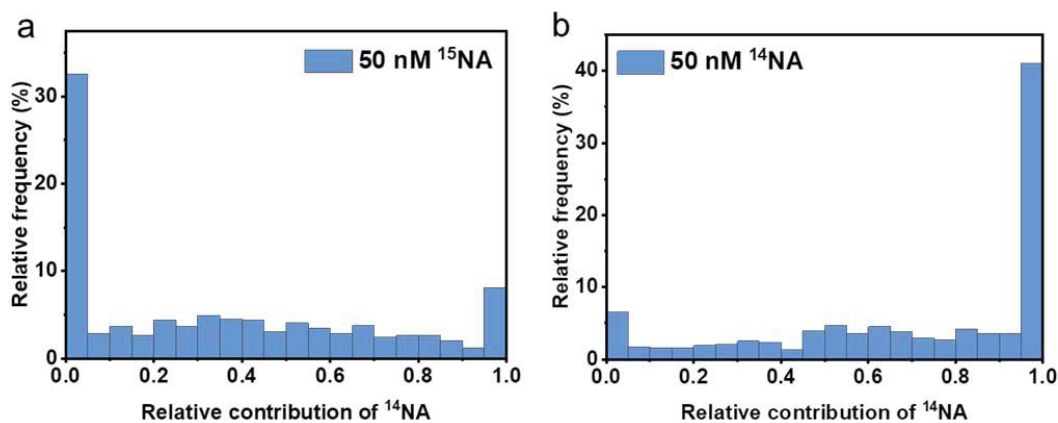 a
50 nM ¹⁵NA
Relative frequency (%)
30
20
10
0
0.0 0.2 0.4 0.6 0.8 1.0
Relative contribution of ¹⁴NA
b
50 nM ¹⁴NA
Relative frequency (%)
40
30
20
10
0
0.0 0.2 0.4 0.6 0.8 1.0
Relative contribution of ¹⁴NA